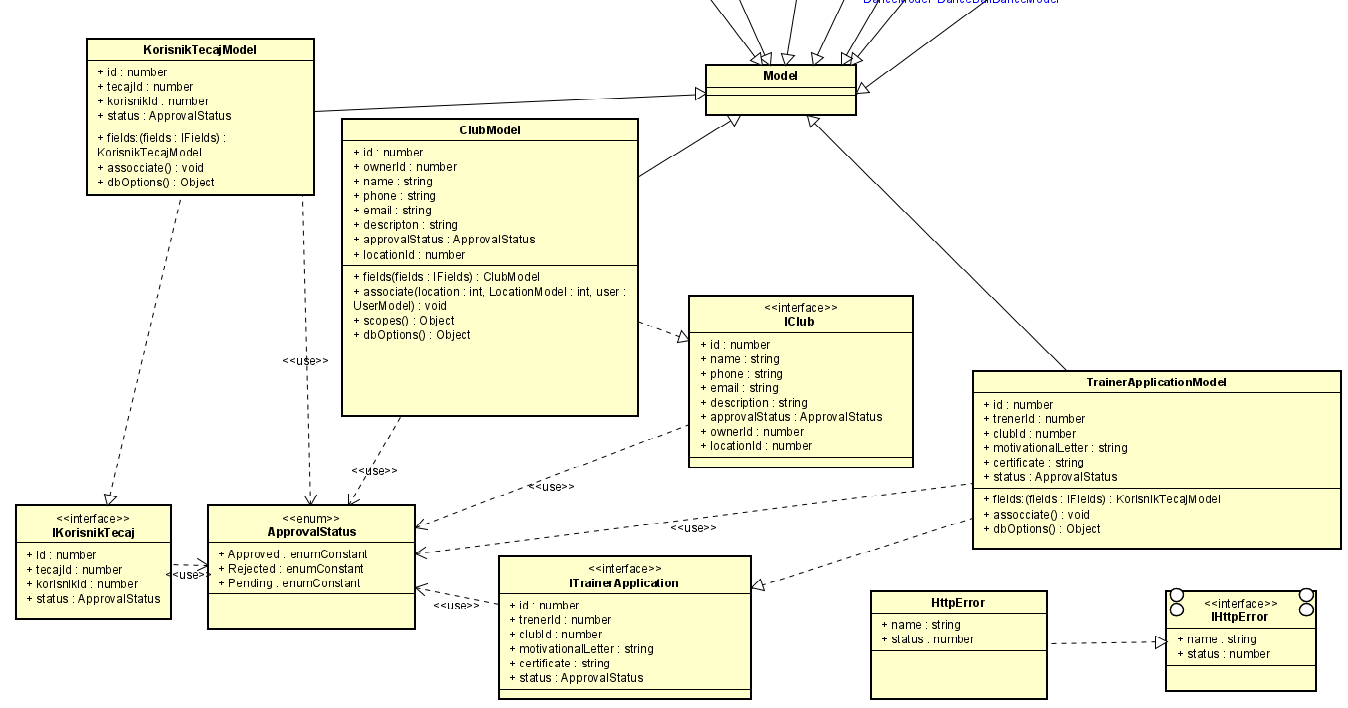 DanceModel DanceBallDanceModel
KorisnikTecajModel
+ id : number
+ tecajId : number
+ korisnikId : number
+ status : ApprovalStatus
+ fields:(fields : IFields) :
KorisnikTecajModel
+ assocciate() : void
+ dbOptions() : Object
Model
ClubModel
+ id : number
+ ownerId : number
+ name : string
+ phone : string
+ email : string
+ descripton : string
+ approvalStatus : ApprovalStatus
+ locationId : number
+ fields(fields : IFields) : ClubModel
+ associate(location : int, LocationModel : int, user :
UserModel) : void
+ scopes() : Object
+ dbOptions() : Object
<<interface>>
IClub
+ id : number
+ name : string
+ phone : string
+ email : string
+ description : string
+ approvalStatus : ApprovalStatus
+ ownerId : number
+ locationId : number
TrainerApplicationModel
+ id : number
+ trenerId : number
+ clubId : number
+ motivationalLetter : string
+ certificate : string
+ status : ApprovalStatus
+ fields:(fields : IFields) : KorisnikTecajModel
+ assocciate() : void
+ dbOptions() : Object
<<use>>
<<use>>
<<use>>
<<use>>
<<interface>>
IKorisnikTecaj
+ id : number
+ tecajId : number
+ korisnikId : number
+ status : ApprovalStatus
<<use>>
<<enum>>
ApprovalStatus
+ Approved : enumConstant
+ Rejected : enumConstant
+ Pending : enumConstant
<<use>>
<<interface>>
ITrainerApplication
+ id : number
+ trenerId : number
+ clubId : number
+ motivationalLetter : string
+ certificate : string
+ status : ApprovalStatus
HttpError
+ name : string
+ status : number
<<interface>>
IHttpError
+ name : string
+ status : number